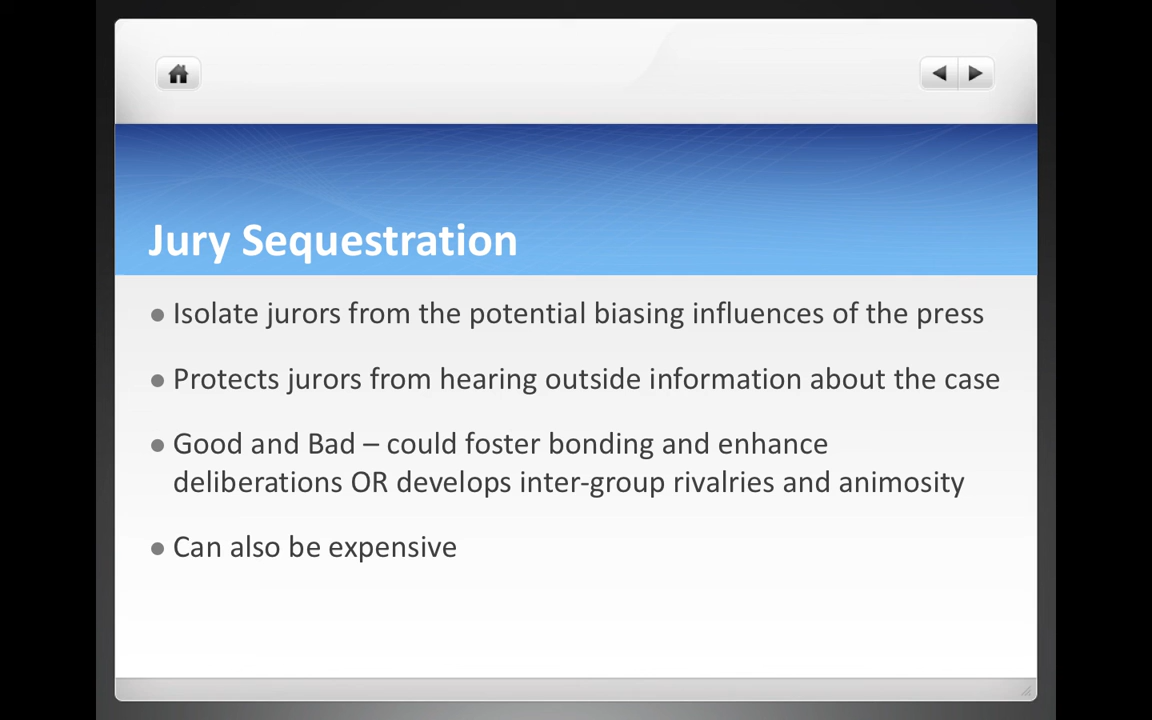 Jury Sequestration
● Isolate jurors from the potential biasing influences of the press
● Protects jurors from hearing outside information about the case
● Good and Bad – could foster bonding and enhance
deliberations OR develops inter-group rivalries and animosity
● Can also be expensive